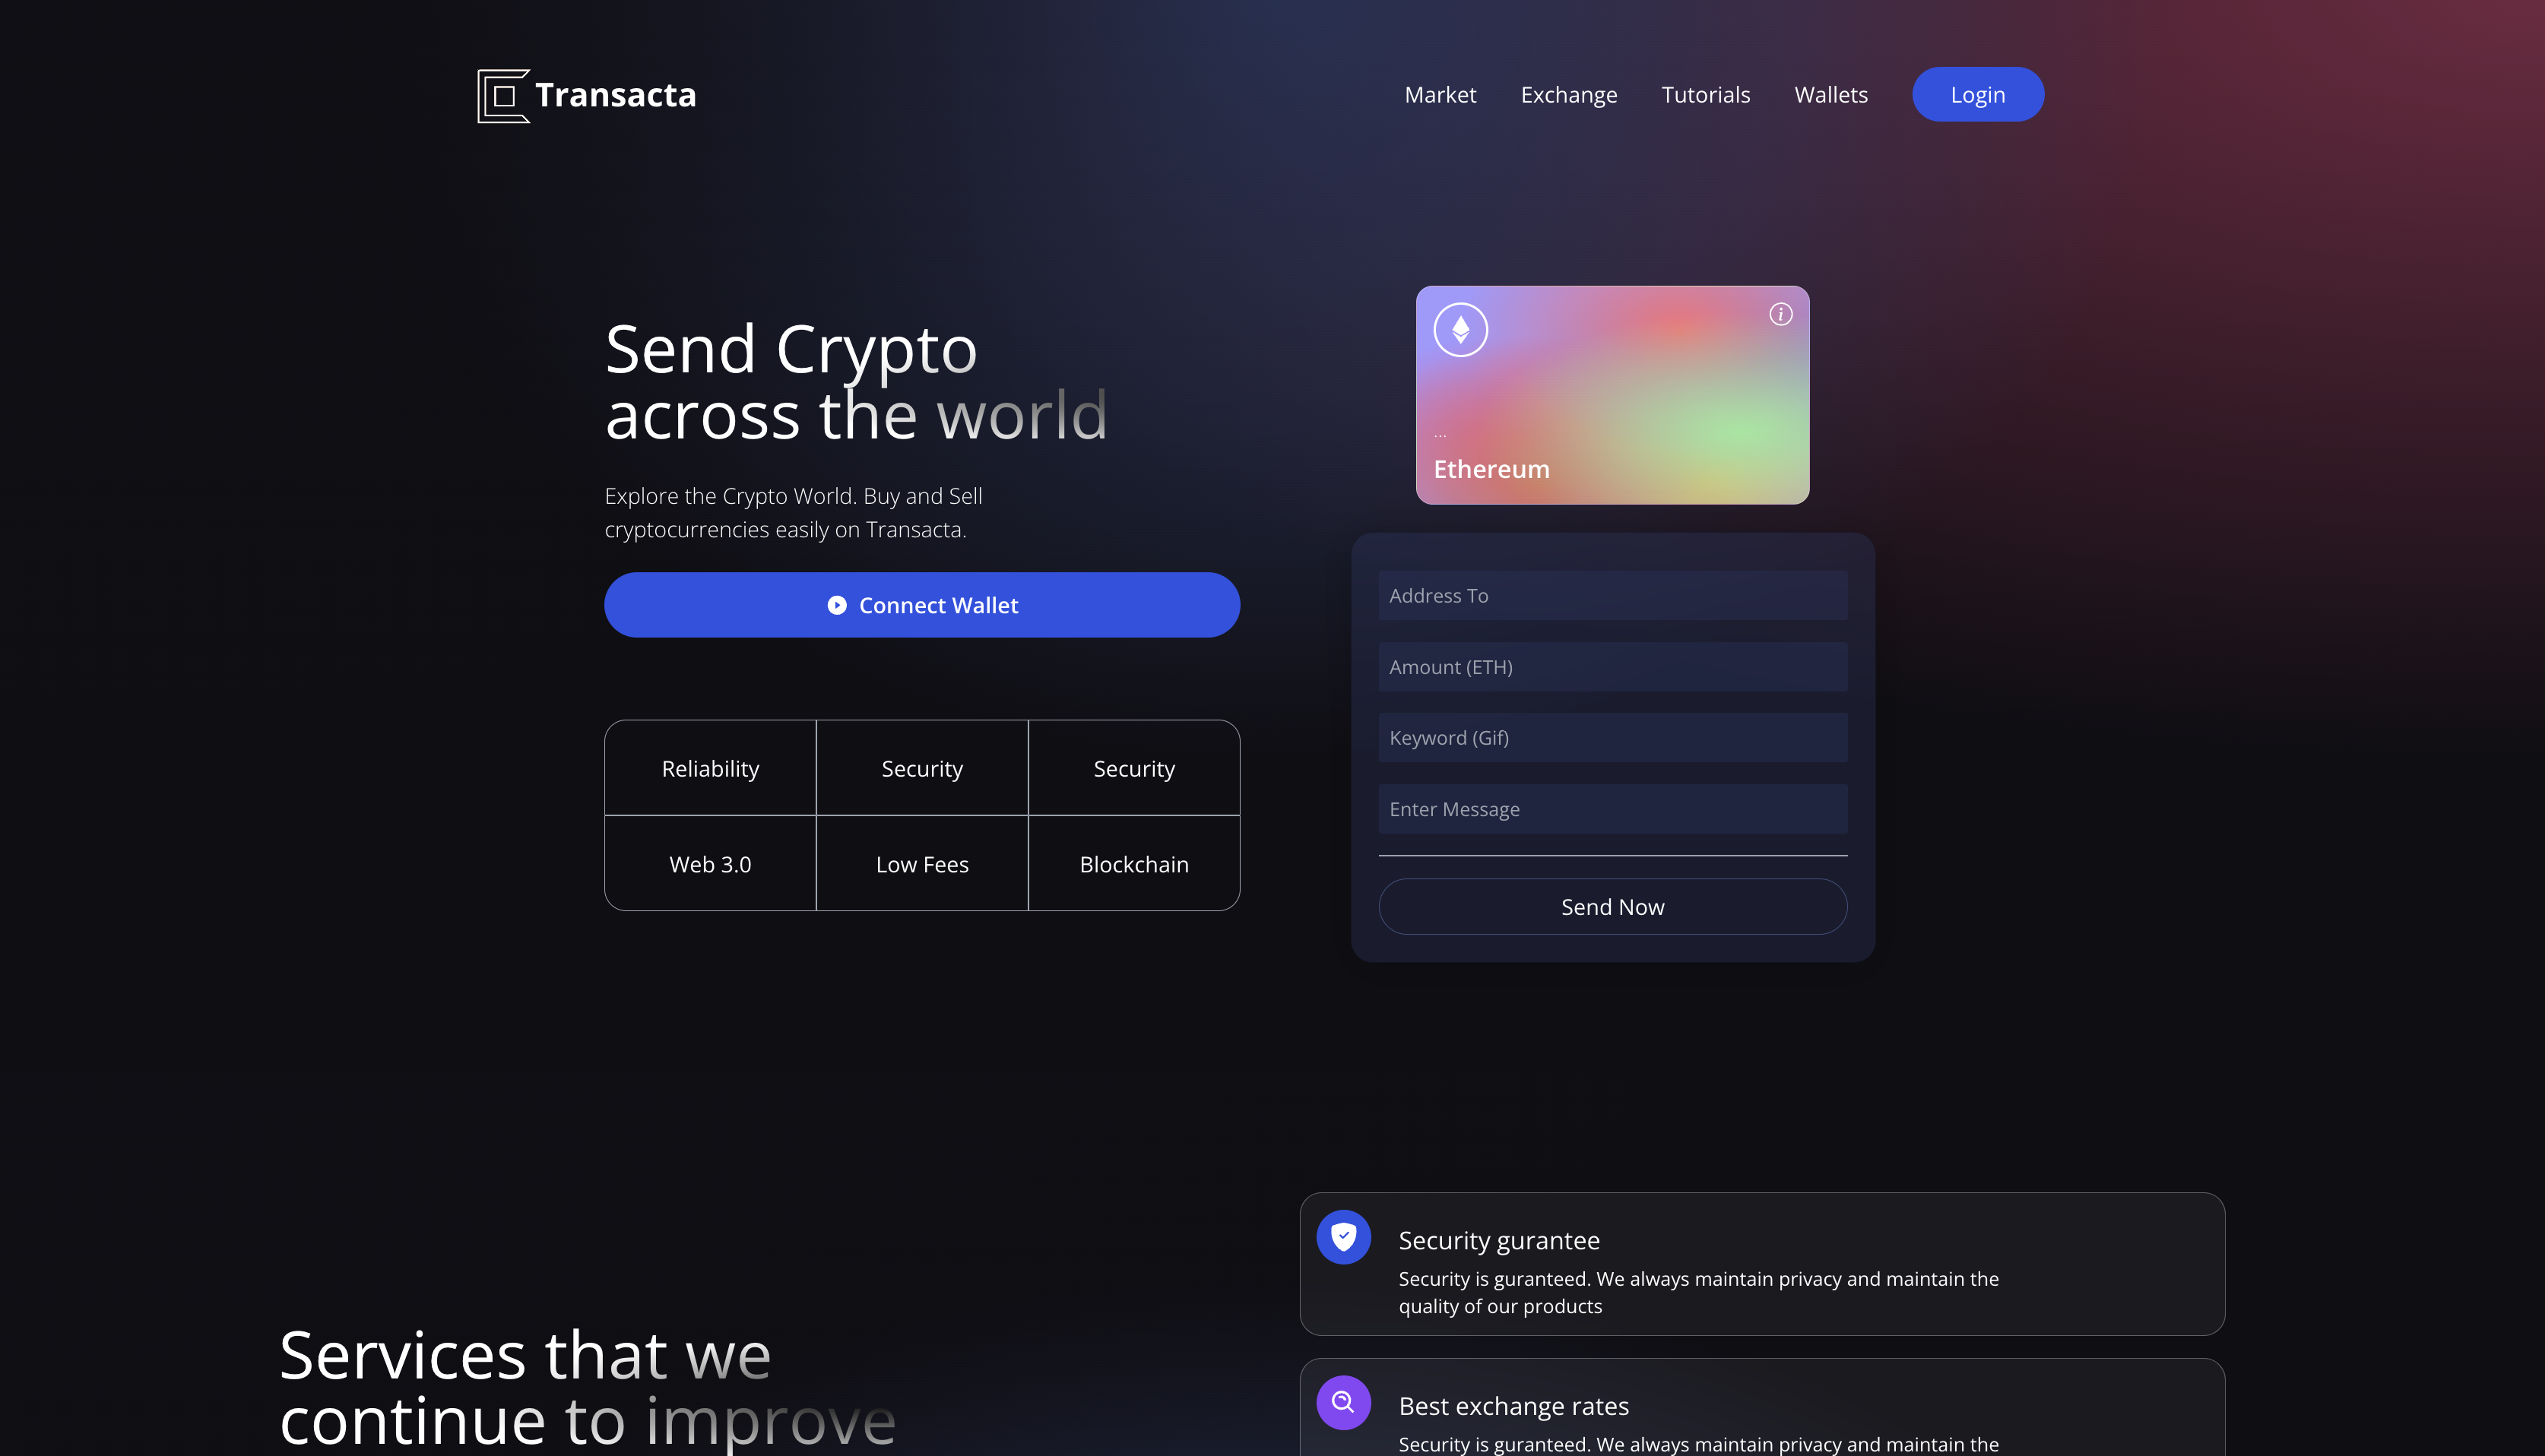 Transacta
Market
Exchange
Tutorials
Wallets
Login
Send Crypto
across the world
Explore the Crypto World. Buy and Sell
cryptocurrencies easily on Transacta.
Connect Wallet
Reliability
Security
Security
Web 3.0
Low Fees
Blockchain
...
Ethereum
Address To
Amount (ETH)
Keyword (Gif)
Enter Message
Send Now
Services that we
continue to improve
Security gurantee
Security is guranteed. We always maintain privacy and maintain the
quality of our products
Best exchange rates
Security is guranteed. We always maintain privacy and maintain the